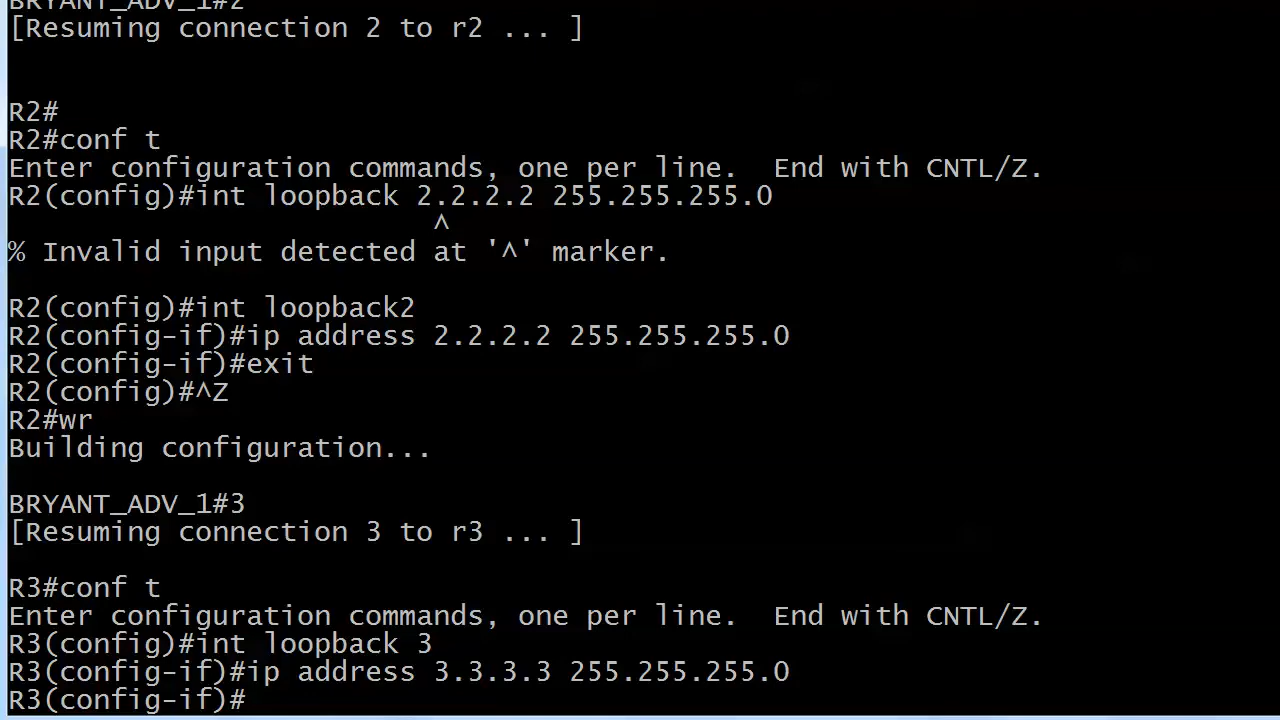 BRYANT_ADV_1#2
[Resuming connection 2 to r2 ... ]
R2#
R2#conf t
Enter configuration commands, one per line.  End with CNTL/Z.
R2(config)#int loopback 2.2.2.2 255.255.255.0
^
% Invalid input detected at '^' marker.
R2(config)#int loopback2
R2(config-if)#ip address 2.2.2.2 255.255.255.0
R2(config-if)#exit
R2(config)#^Z
R2#wr
Building configuration...
BRYANT_ADV_1#3
[Resuming connection 3 to r3 ... ]
R3#conf t
Enter configuration commands, one per line.  End with CNTL/Z.
R3(config)#int loopback 3
R3(config-if)#ip address 3.3.3.3 255.255.255.0
R3(config-if)#